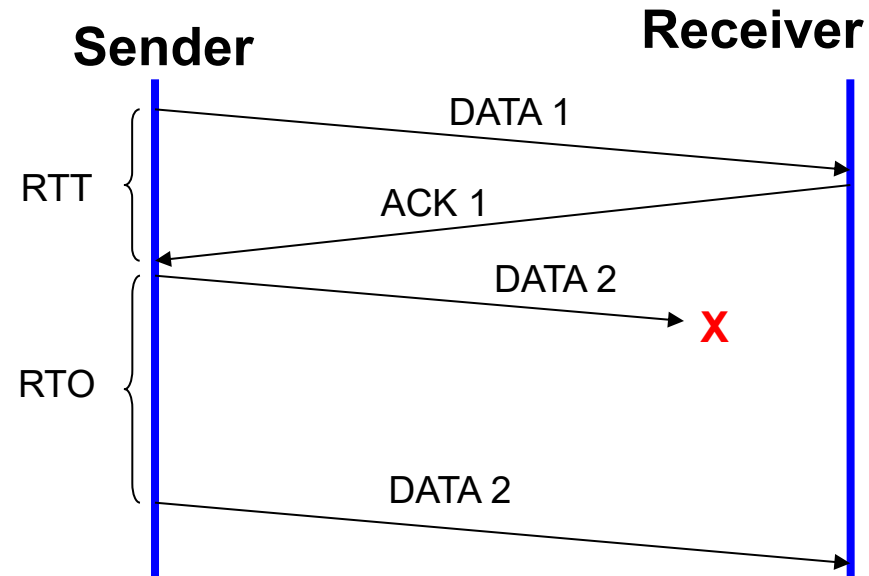 Sender
Receiver
DATA 1
RTT
ACK 1
DATA 2
X
RTO
DATA 2